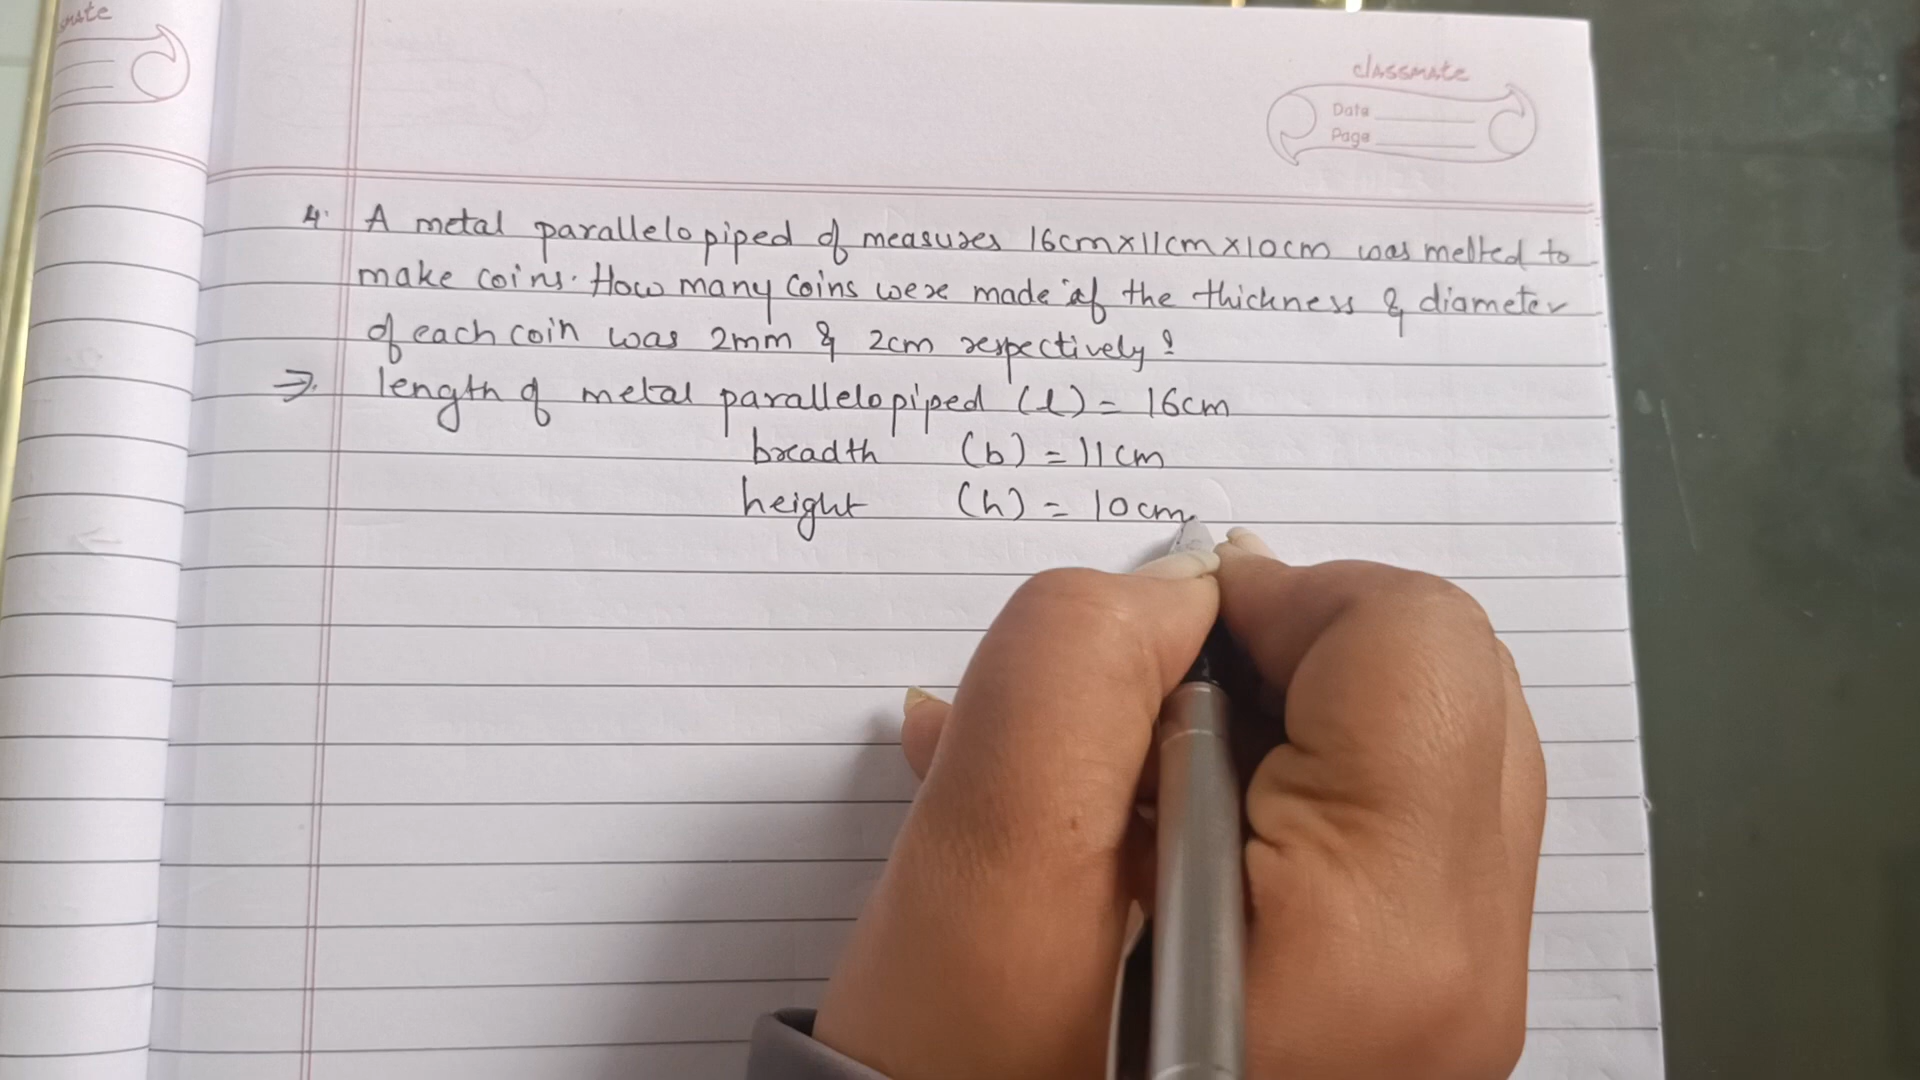 smate
classmate
Date
Page
4. A metal parallelopiped of measures 16cm×11cm×10cm was melted to
make coins. How many coins were made if the thickness & diameter
of each coin was 2mm & 2cm respectively?
⇒. length of metal parallelopiped (l) = 16cm
breadth (b) = 11cm
height (h) = 10cm